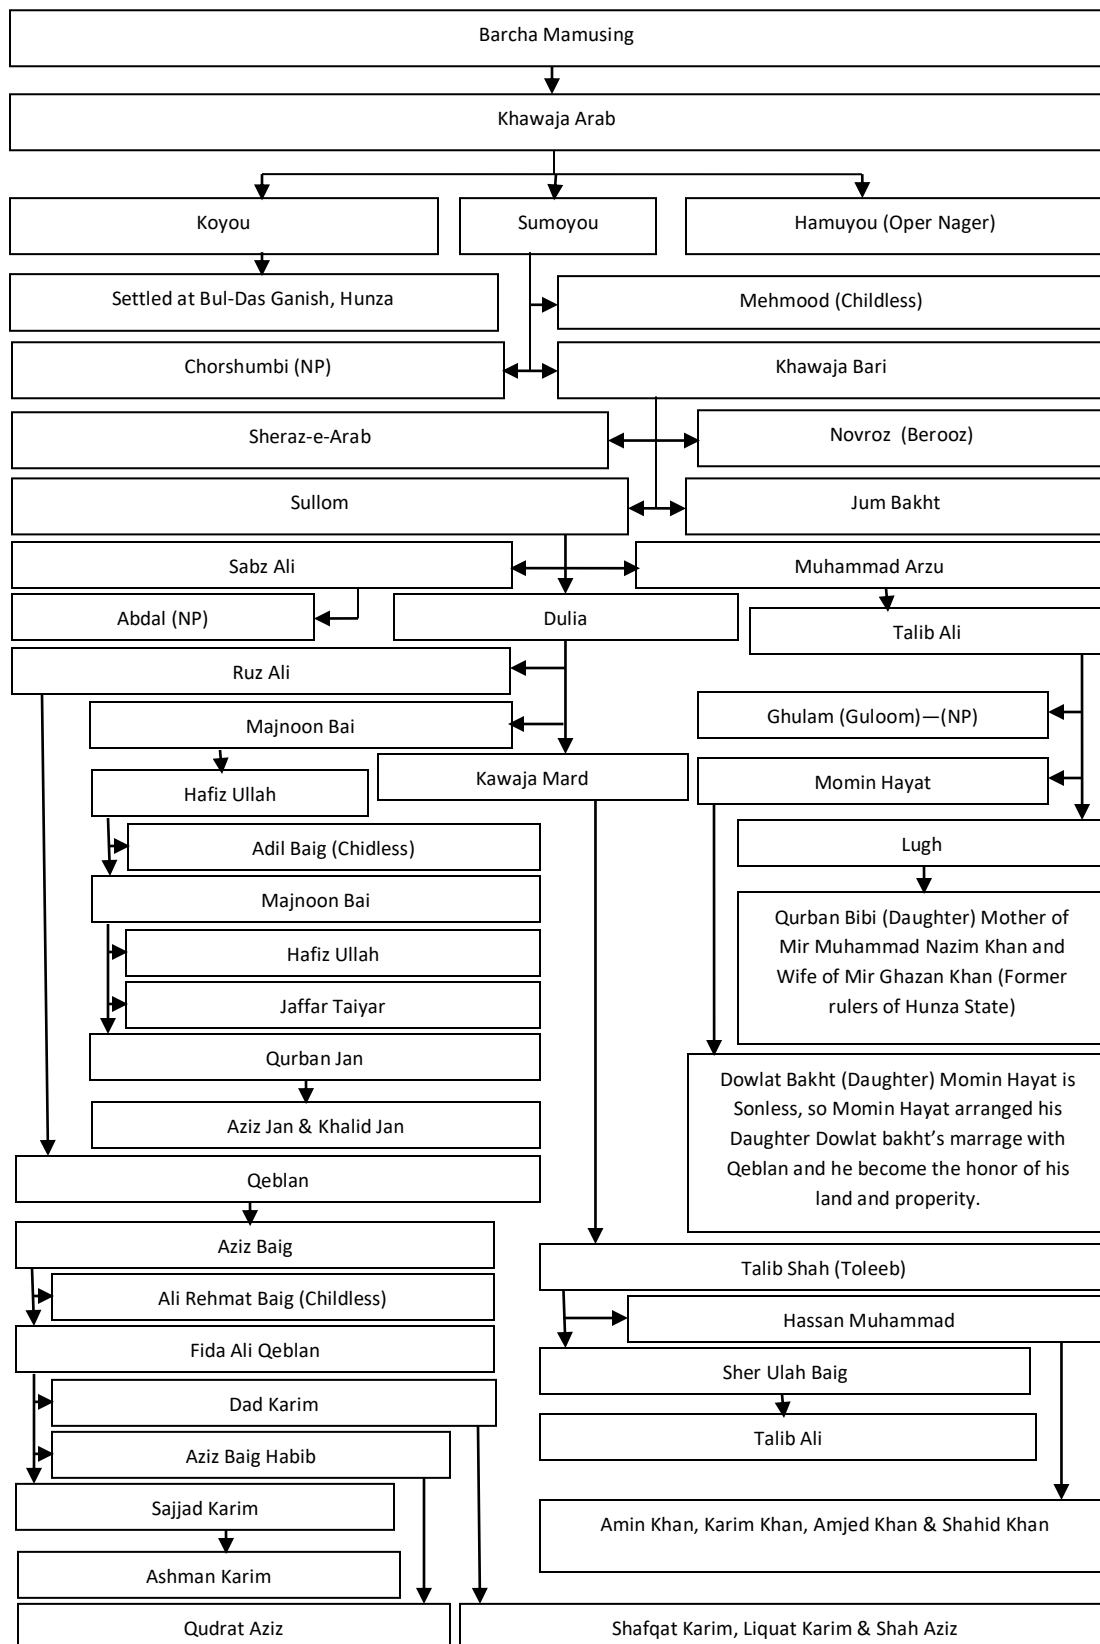 Barcha Mamusing
Khawaja Arab
Koyou
Sumoyou
Hamuyou (Oper Nager)
Settled at Bul-Das Ganish, Hunza
Mehmood (Childless)
Chorshumbi (NP)
Khawaja Bari
Sheraz-e-Arab
Novroz  (Berooz)
Sullom
Jum Bakht
Sabz Ali
Muhammad Arzu
Abdal (NP)
Dulia
Talib Ali
Ruz Ali
Ghulam (Guloom)—(NP)
Majnoon Bai
Kawaja Mard
Momin Hayat
Hafiz Ullah
Adil Baig (Chidless)
Lugh
Majnoon Bai
Qurban Bibi (Daughter) Mother of
Mir Muhammad Nazim Khan and
Wife of Mir Ghazan Khan (Former
rulers of Hunza State)
Hafiz Ullah
Jaffar Taiyar
Qurban Jan
Aziz Jan & Khalid Jan
Dowlat Bakht (Daughter) Momin Hayat is
Sonless, so Momin Hayat arranged his
Daughter Dowlat bakht’s marrage with
Qeblan and he become the honor of his
land and properity.
Qeblan
Aziz Baig
Talib Shah (Toleeb)
Ali Rehmat Baig (Childless)
Hassan Muhammad
Fida Ali Qeblan
Sher Ulah Baig
Dad Karim
Talib Ali
Aziz Baig Habib
Sajjad Karim
Amin Khan, Karim Khan, Amjed Khan & Shahid Khan
Ashman Karim
Qudrat Aziz
Shafqat Karim, Liquat Karim & Shah Aziz